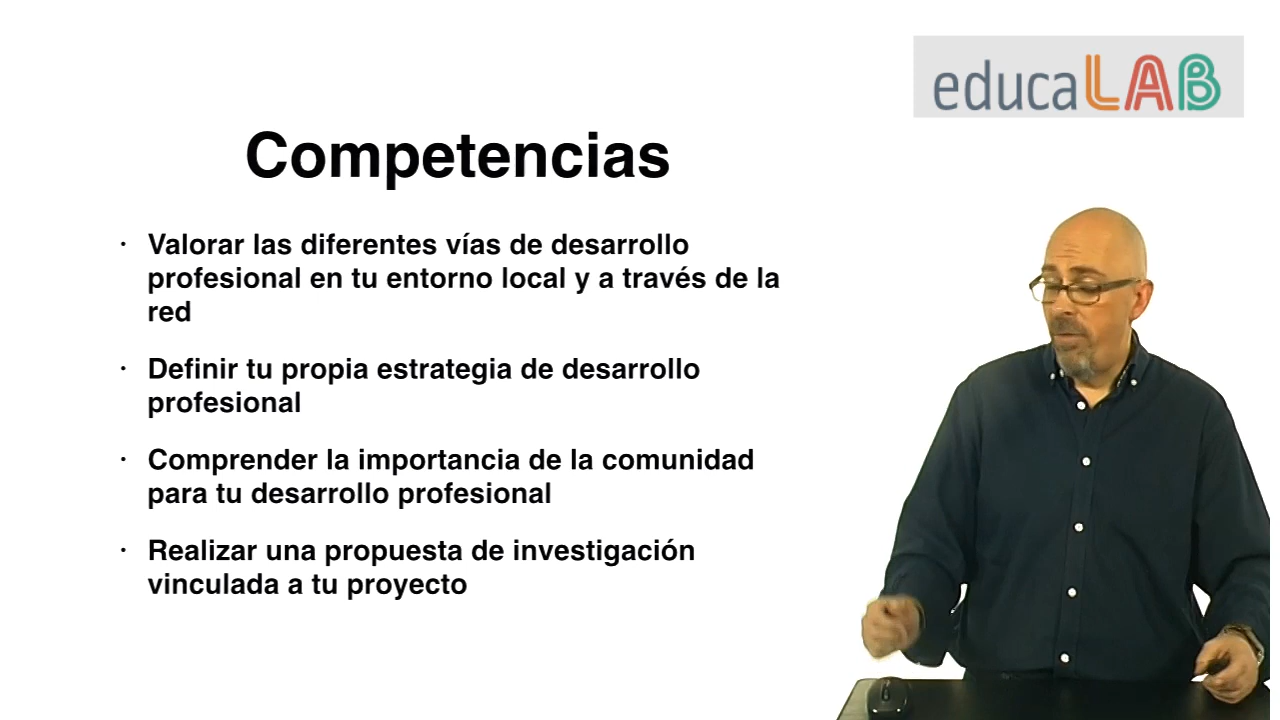 educaLAB
Competencias
· Valorar las diferentes vías de desarrollo
profesional en tu entorno local y a través de la
red
· Definir tu propia estrategia de desarrollo
profesional
· Comprender la importancia de la comunidad
para tu desarrollo profesional
· Realizar una propuesta de investigación
vinculada a tu proyecto